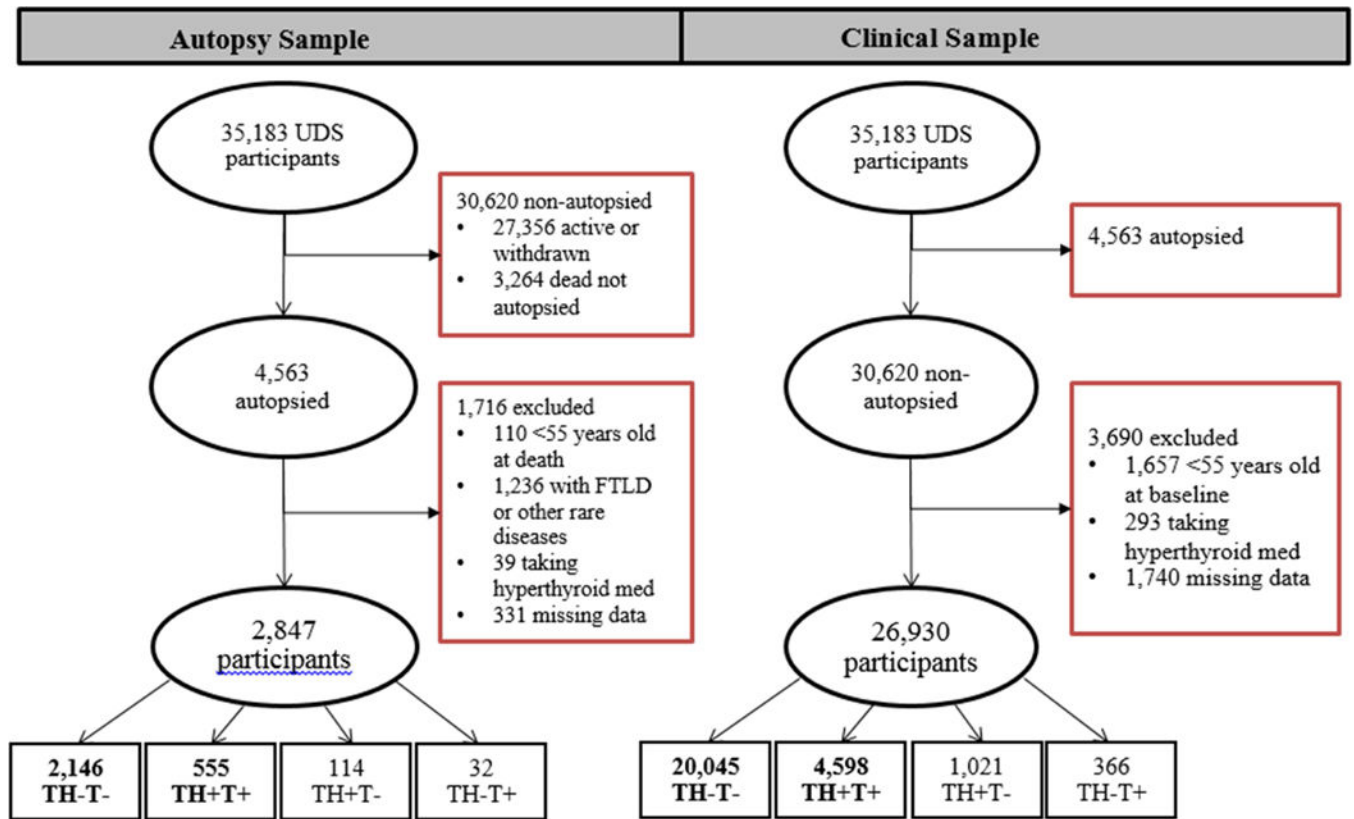 Autopsy Sample
Clinical Sample
35,183 UDS
participants
30,620 non-autopsied
• 27,356 active or
withdrawn
• 3,264 dead not
autopsied
4,563
autopsied
1,716 excluded
• 110 <55 years old
at death
• 1,236 with FTLD
or other rare
diseases
• 39 taking
hyperthyroid med
• 331 missing data
2,847
participants
2,146
TH-T-
555
TH+T+
114
TH+T-
32
TH-T+
35,183 UDS
participants
4,563 autopsied
30,620 non-
autopsied
3,690 excluded
• 1,657 <55 years old
at baseline
• 293 taking
hyperthyroid med
• 1,740 missing data
26,930
participants
20,045
TH-T-
4,598
TH+T+
1,021
TH+T-
366
TH-T+